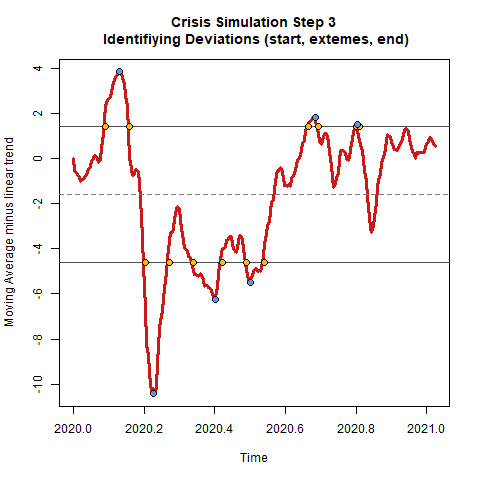 Crisis Simulation Step 3
Identifiying Deviations (start, extemes, end)
Moving Average minus linear trend
4
2
0
-2
-4
-6
-8
-10
2020.0 2020.2 2020.4 2020.6 2020.8 2021.0
Time